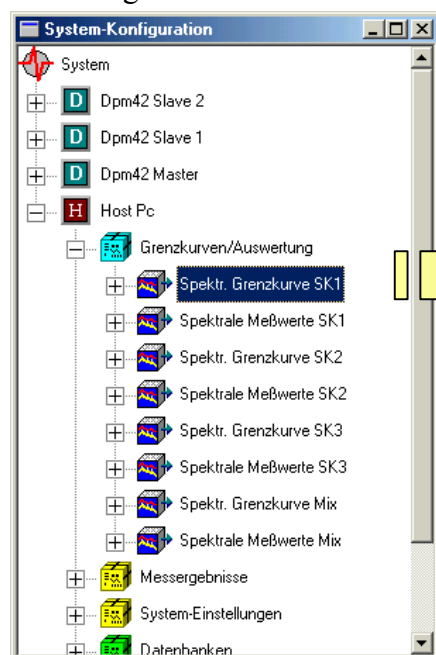 System-Konfiguration
System
D Dpm42 Slave 2
D Dpm42 Slave 1
D Dpm42 Master
H Host Pc
Grenzkurven/Auswertung
Spektr. Grenzkurve SK1
Spektrale Meßwerte SK1
Spektr. Grenzkurve SK2
Spektrale Meßwerte SK2
Spektr. Grenzkurve SK3
Spektrale Meßwerte SK3
Spektr. Grenzkurve Mix
Spektrale Meßwerte Mix
Messergebnisse
System-Einstellungen
Datenbanken